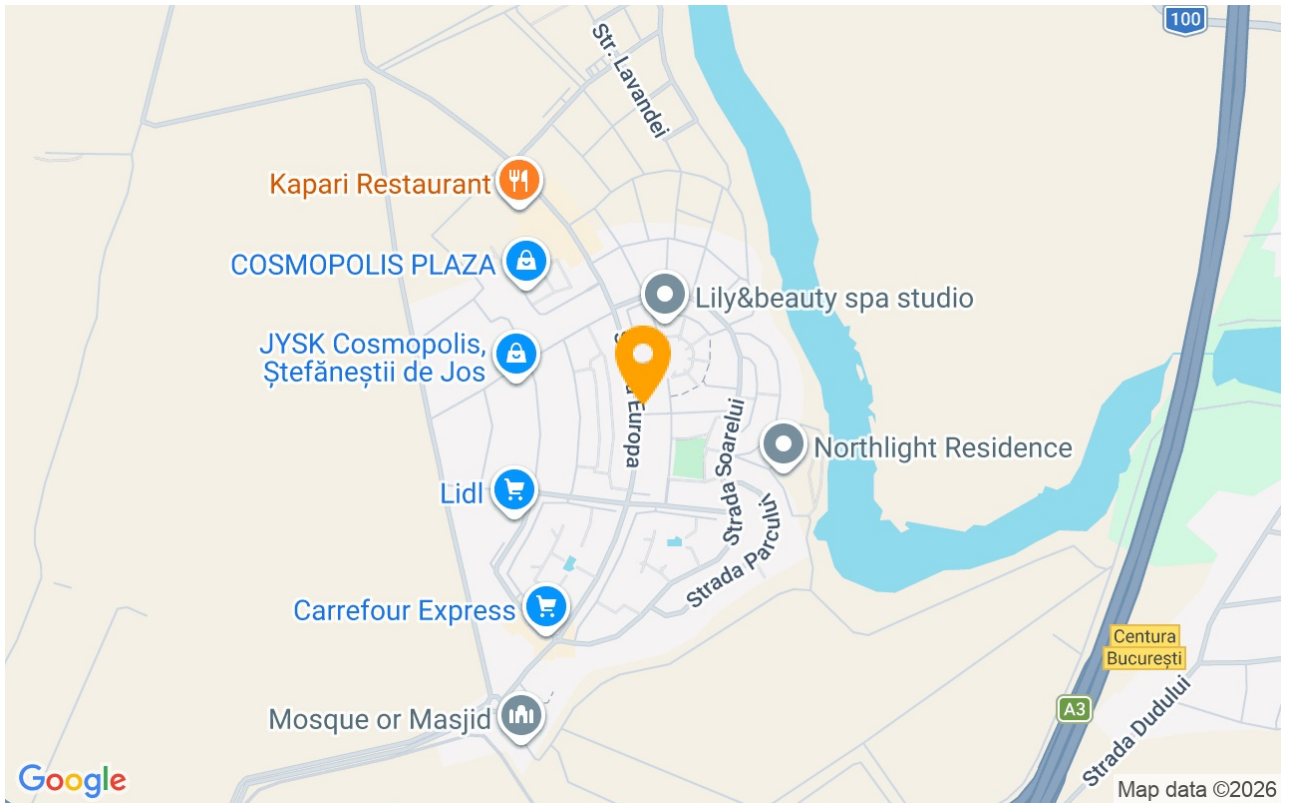 100
Str. Lavandei
Kapari Restaurant
COSMOPOLIS PLAZA
Lily&beauty spa studio
JYSK Cosmopolis,
Ștefăneștii de Jos
Europa
Strada Soarelui
Northlight Residence
Lidl
Strada Parcului
Carrefour Express
Centura
București
Mosque or Masjid
A3
Strada Dudului
Google
Map data ©2026